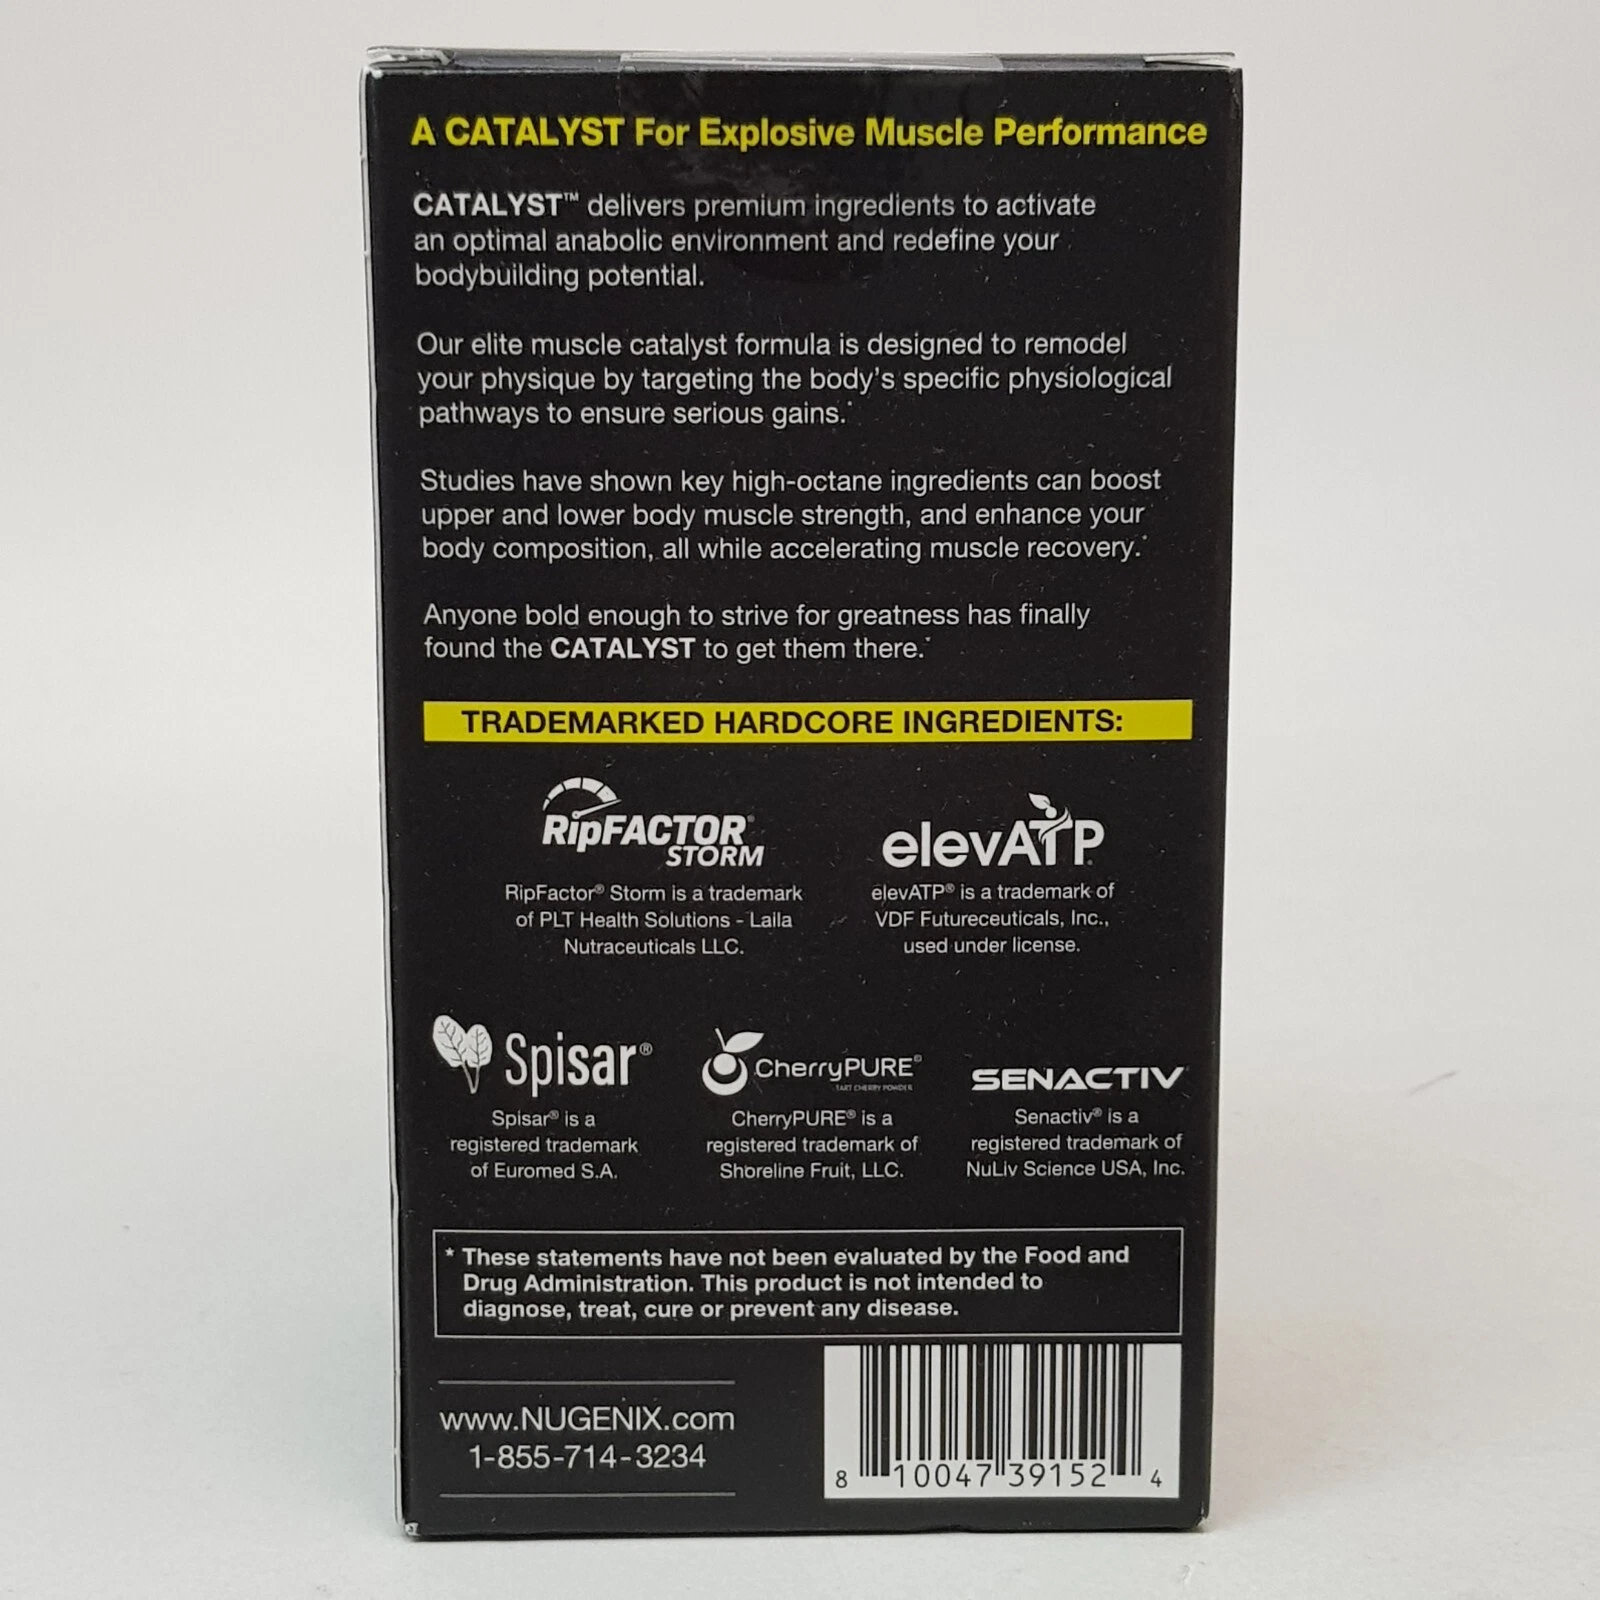 A CATALYST For Explosive Muscle Performance
CATALYST™ delivers premium ingredients to activate
an optimal anabolic environment and redefine your
bodybuilding potential.
Our elite muscle catalyst formula is designed to remodel
your physique by targeting the body's specific physiological
pathways to ensure serious gains.*
Studies have shown key high-octane ingredients can boost
upper and lower body muscle strength, and enhance your
body composition, all while accelerating muscle recovery.*
Anyone bold enough to strive for greatness has finally
found the CATALYST to get them there.*
TRADEMARKED HARDCORE INGREDIENTS:
RipFACTOR®
STORM
RipFactor® Storm is a trademark
of PLT Health Solutions - Laila
Nutraceuticals LLC.
elevATP
elevATP® is a trademark of
VDF Futureceuticals, Inc.,
used under license.
Spisar®
Spisar® is a
registered trademark
of Euromed S.A.
CherryPURE®
TART CHERRY POWDER
CherryPURE® is a
registered trademark of
Shoreline Fruit, LLC.
SENACTIV
Senactiv® is a
registered trademark of
NuLiv Science USA, Inc.
* These statements have not been evaluated by the Food and
Drug Administration. This product is not intended to
diagnose, treat, cure or prevent any disease.
www.NUGENIX.com
1-855-714-3234
8 10047 39152 4